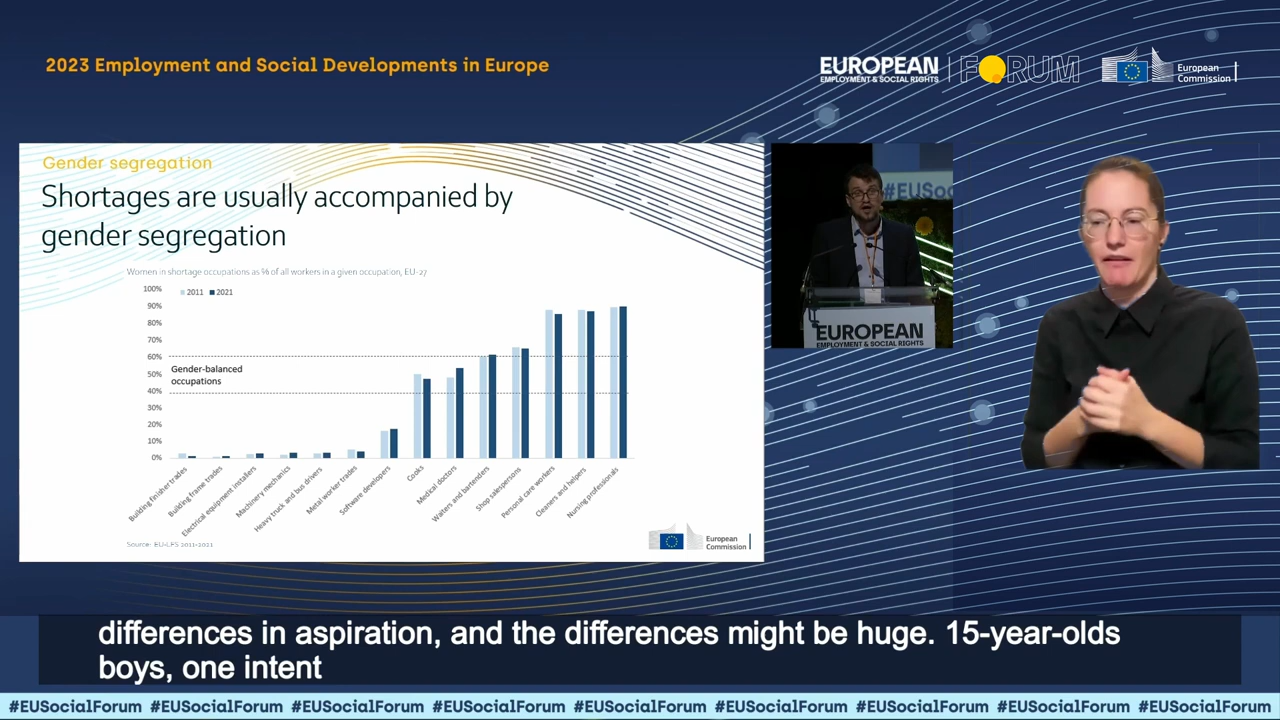 2023 Employment and Social Developments in Europe
EUROPEAN
EMPLOYMENT & SOCIAL RIGHTS
FORUM
European
Commission
Gender segregation
Shortages are usually accompanied by
gender segregation
Women in shortage occupations as % of all workers in a given occupation, EU-27
2011 2021
100%
90%
80%
70%
60%
50%
40%
30%
20%
10%
0%
Gender-balanced
occupations
Building finisher trades
Building frame trades
Electrical equipment installers
Machinery mechanics
Heavy truck and bus drivers
Metal worker trades
Software developers
Cooks
Medical doctors
Waiters and bartenders
Shop salespersons
Personal care workers
Cleaners and helpers
Nursing professionals
Source: EU-LFS 2011-2021
European
Commission
#EUSoci
EUROPEAN
EMPLOYMENT & SOCIAL RIGHTS
differences in aspiration, and the differences might be huge. 15-year-olds
boys, one intent
#EUSocialForum #EUSocialForum #EUSocialForum #EUSocialForum #EUSocialForum #EUSocialForum #EUSocialForum #EUSocialForum #EUSocialForum